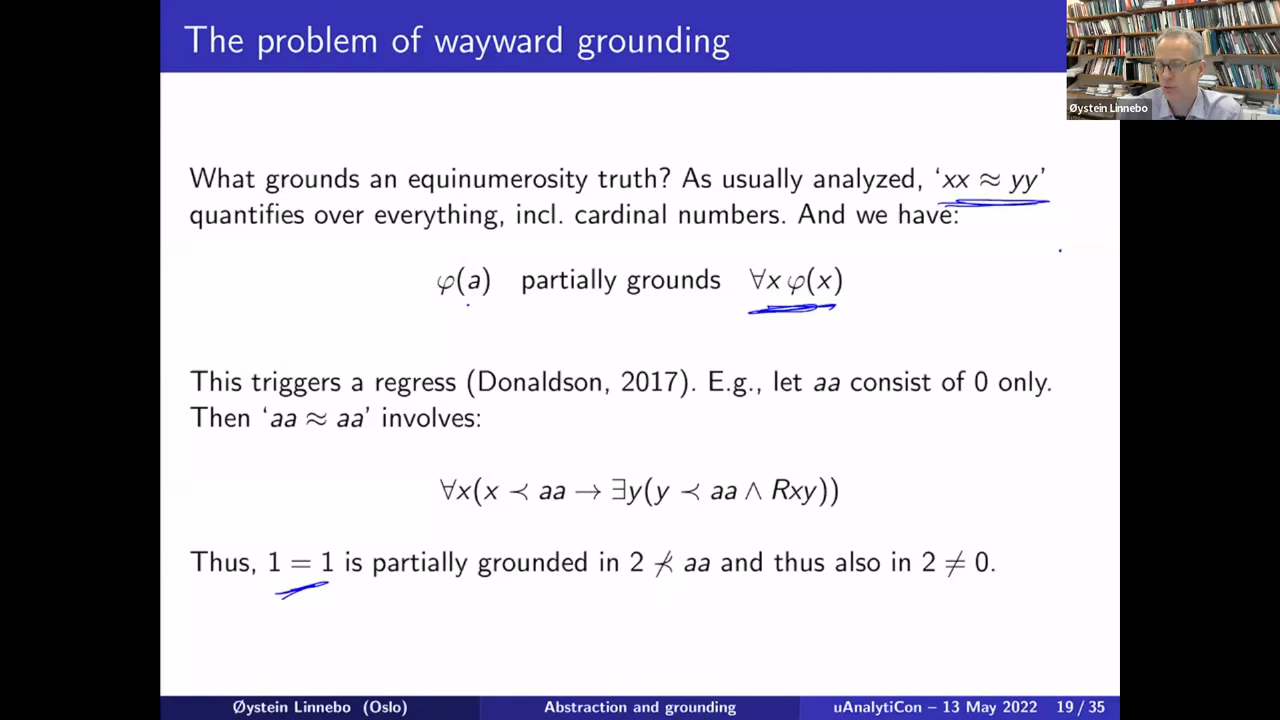 The problem of wayward grounding
Øystein Linnebo
What grounds an equinumerosity truth? As usually analyzed, ‘xx ≈ yy’
quantifies over everything, incl. cardinal numbers. And we have:
φ(a) partially grounds ∀x φ(x)
This triggers a regress (Donaldson, 2017). E.g., let aa consist of 0 only.
Then ‘aa ≈ aa’ involves:
∀x(x ≺ aa → ∃y(y ≺ aa ∧ Rxy))
Thus, 1 = 1 is partially grounded in 2 ⊀ aa and thus also in 2 ≠ 0.
Øystein Linnebo (Oslo) Abstraction and grounding uAnalytiCon – 13 May 2022 19 / 35